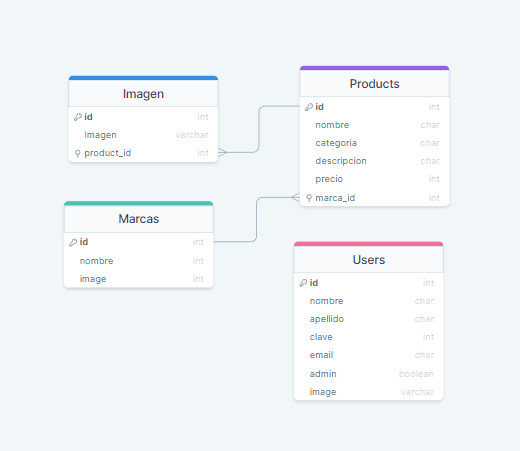 Imagen
id int
Imagen varchar
product_id int
Products
id int
nombre char
categoria char
descripcion char
precio int
marca_id int
Marcas
id int
nombre int
image int
Users
id int
nombre char
apellido char
clave int
email char
admin boolean
image varchar